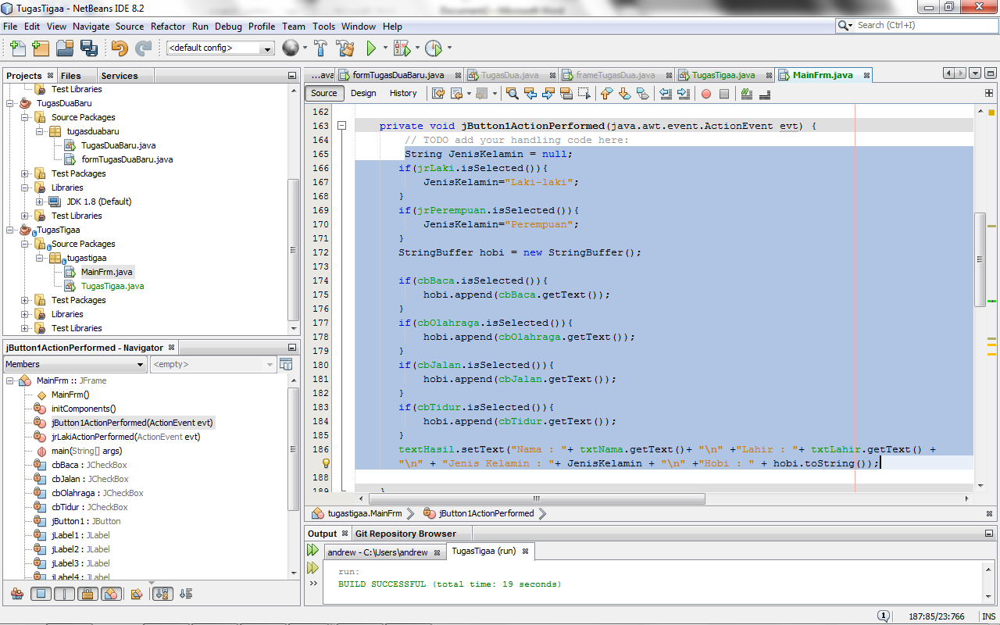 TugasTigaa - NetBeans IDE 8.2
File Edit View Navigate Source Refactor Run Debug Profile Team Tools Window Help
Search (Ctrl+I)
<default config>
Projects Files Services
Test Libraries
TugasDuaBaru
Source Packages
tugasduabaru
TugasDuaBaru.java
formTugasDuaBaru.java
Test Packages
Libraries
JDK 1.8 (Default)
Test Libraries
TugasTigaa
Source Packages
tugastigaa
MainFrm.java
TugasTigaa.java
Test Packages
Libraries
Test Libraries
jButton1ActionPerformed - Navigator
Members <empty>
MainFrm :: JFrame
MainFrm()
initComponents()
jButton1ActionPerformed(ActionEvent evt)
jrLakiActionPerformed(ActionEvent evt)
main(String[] args)
cbBaca : JCheckBox
cbJalan : JCheckBox
cbOlahraga : JCheckBox
cbTidur : JCheckBox
jButton1 : JButton
jLabel1 : JLabel
jLabel2 : JLabel
jLabel3 : JLabel
jLabel4 : JLabel
...ava formTugasDuaBaru.java TugasDua.java frameTugasDua.java TugasTigaa.java MainFrm.java
Source Design History
162
163 private void jButton1ActionPerformed(java.awt.event.ActionEvent evt) {
164 // TODO add your handling code here:
165 String JenisKelamin = null;
166 if(jrLaki.isSelected()){
167 JenisKelamin="Laki-laki";
168 }
169 if(jrPerempuan.isSelected()){
170 JenisKelamin="Perempuan";
171 }
172 StringBuffer hobi = new StringBuffer();
173
174 if(cbBaca.isSelected()){
175 hobi.append(cbBaca.getText());
176 }
177 if(cbOlahraga.isSelected()){
178 hobi.append(cbOlahraga.getText());
179 }
180 if(cbJalan.isSelected()){
181 hobi.append(cbJalan.getText());
182 }
183 if(cbTidur.isSelected()){
184 hobi.append(cbTidur.getText());
185 }
186 textHasil.setText("Nama : "+ txtNama.getText()+ "\n" +"Lahir : "+ txtLahir.getText() +
"\n" + "Jenis Kelamin : "+ JenisKelamin + "\n" +"Hobi : " + hobi.toString());
188
189 }
tugastigaa.MainFrm jButton1ActionPerformed
Output Git Repository Browser
andrew - C:\Users\andrew TugasTigaa (run)
run:
BUILD SUCCESSFUL (total time: 19 seconds)
1 187:85/23:766 INS